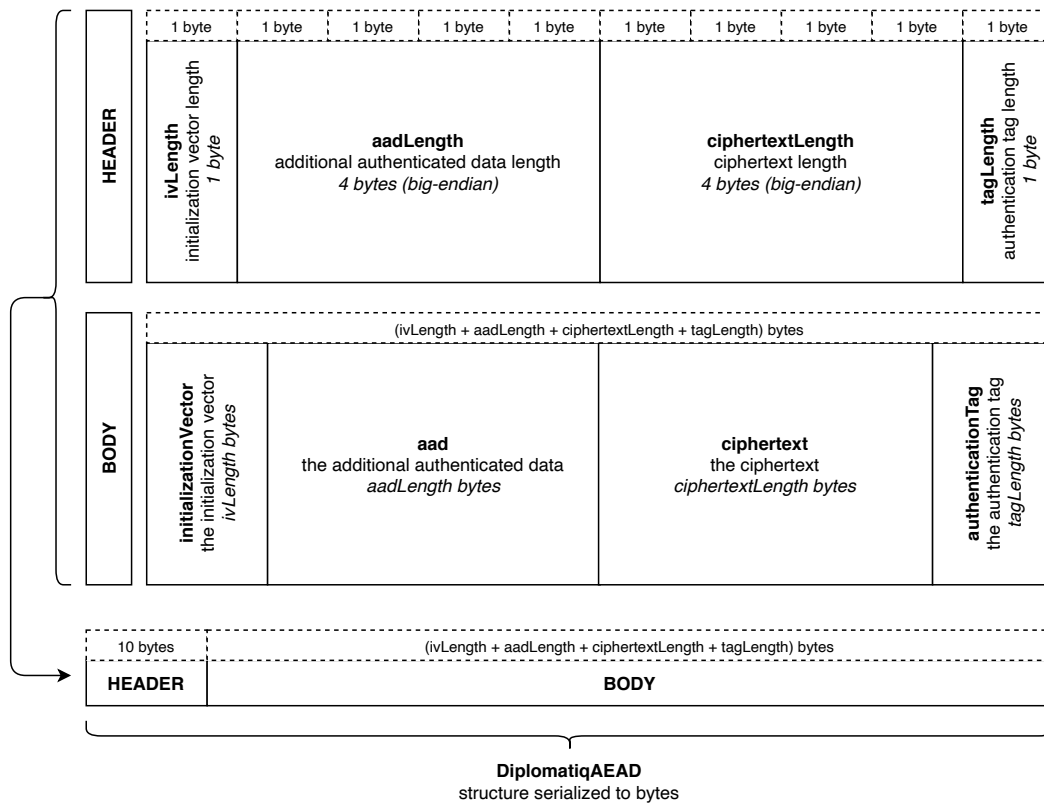 1 byte
1 byte
1 byte
1 byte
1 byte
1 byte
1 byte
1 byte
1 byte
1 byte
HEADER
ivLength
initialization vector length
1 byte
aadLength
additional authenticated data length
4 bytes (big-endian)
ciphertextLength
ciphertext length
4 bytes (big-endian)
tagLength
authentication tag length
1 byte
(ivLength + aadLength + ciphertextLength + tagLength) bytes
BODY
initializationVector
the initialization vector
ivLength bytes
aad
the additional authenticated data
aadLength bytes
ciphertext
the ciphertext
ciphertextLength bytes
authenticationTag
the authentication tag
tagLength bytes
10 bytes
(ivLength + aadLength + ciphertextLength + tagLength) bytes
HEADER
BODY
DiplomatiqAEAD
structure serialized to bytes